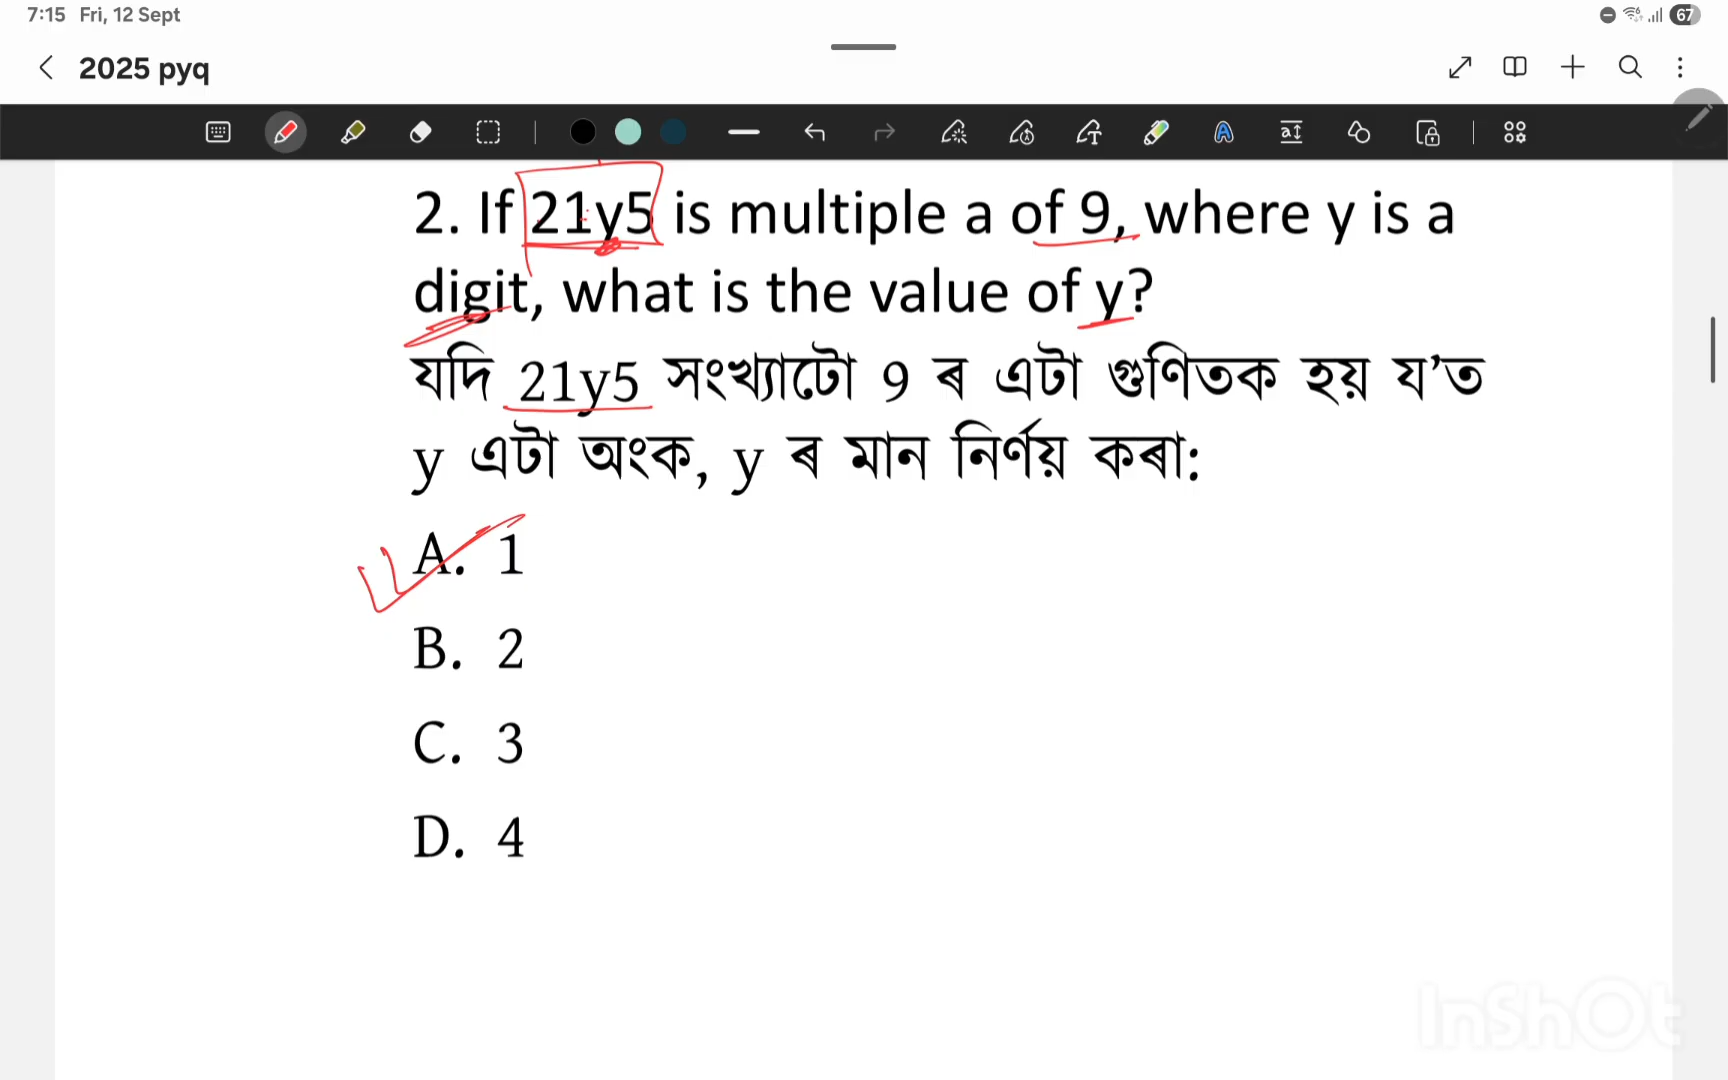 7:15 Fri, 12 Sept
67
2025 pyq
2. If 21y5 is multiple a of 9, where y is a
digit, what is the value of y?
যদি 21y5 সংখ্যাটো 9 ৰ এটা গুণিতক হয় য’ত
y এটা অংক, y ৰ মান নিৰ্ণয় কৰা:
A. 1
B. 2
C. 3
D. 4
InShOt